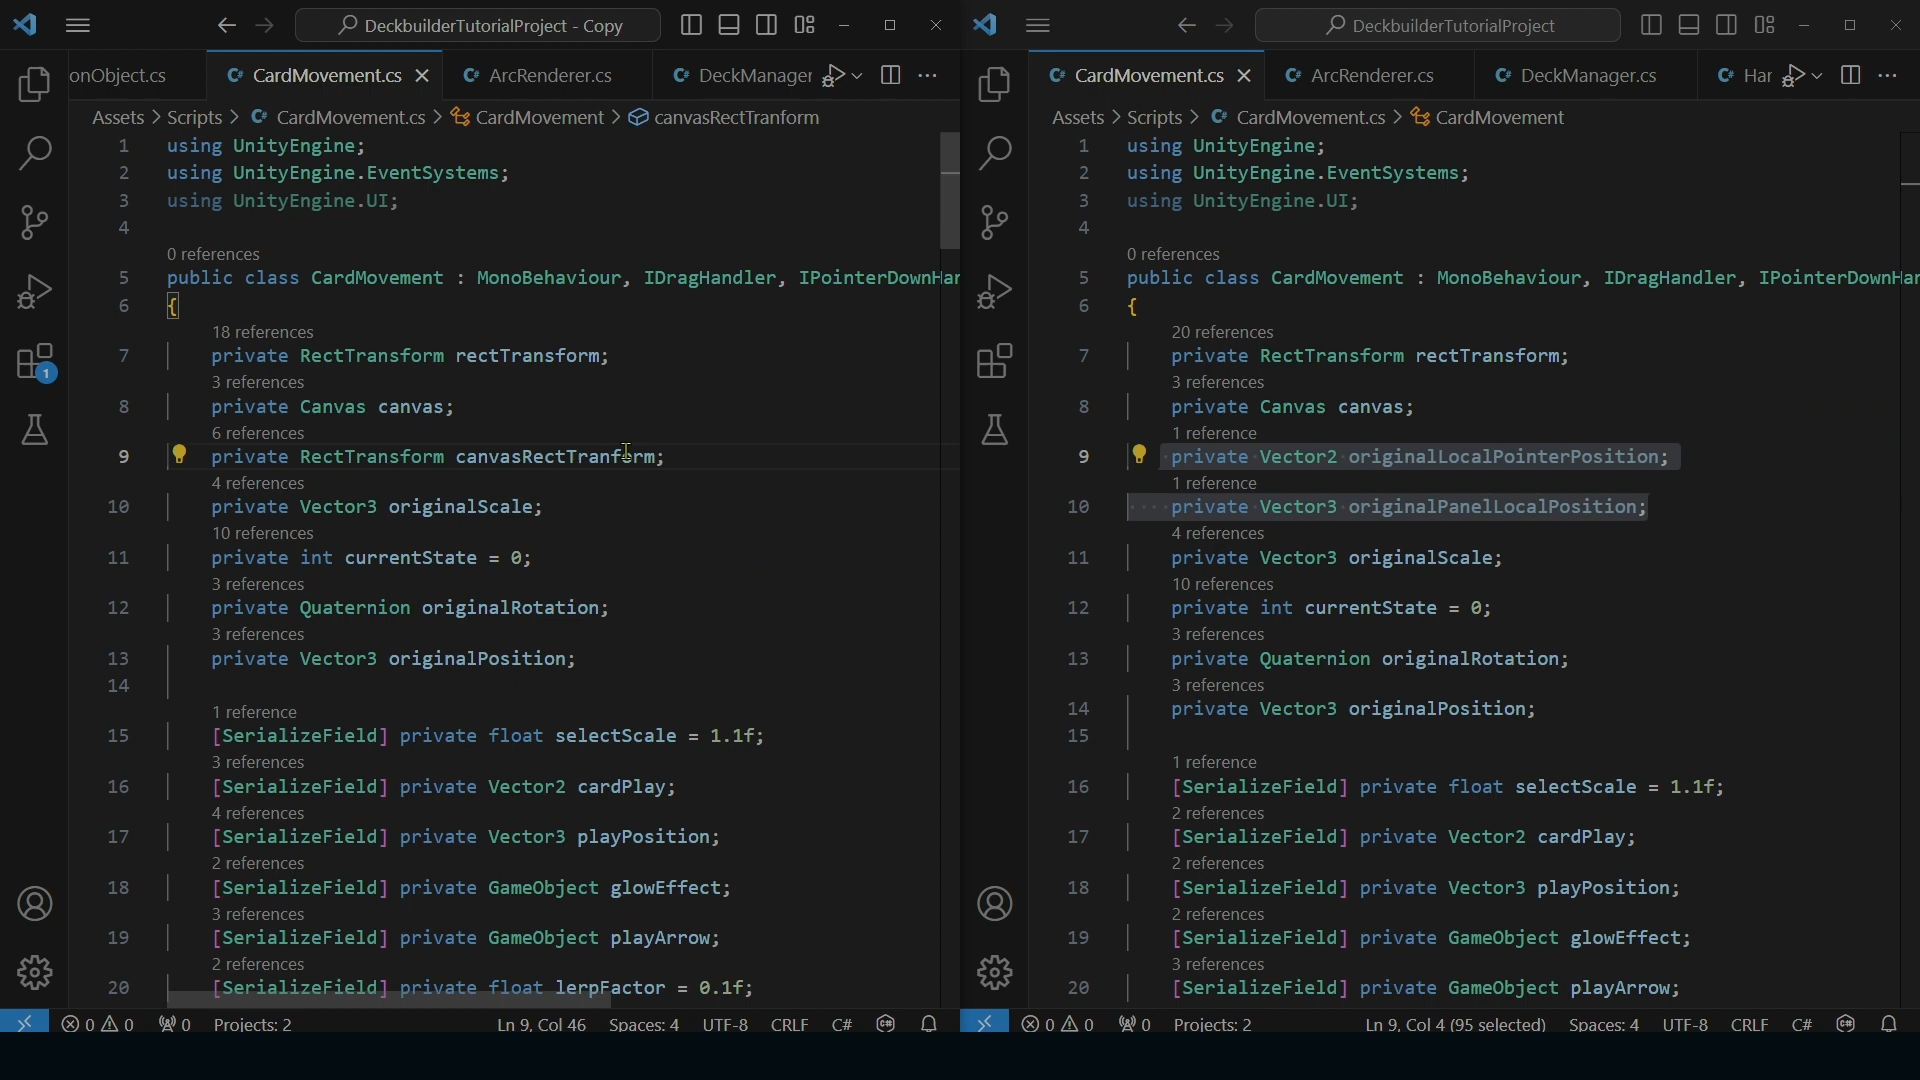 DeckbuilderTutorialProject - Copy
onObject.cs
C# CardMovement.cs
C# ArcRenderer.cs
C# DeckManager
Assets > Scripts > C# CardMovement.cs > CardMovement > canvasRectTranform
1 using UnityEngine;
2 using UnityEngine.EventSystems;
3 using UnityEngine.UI;
4
0 references
5 public class CardMovement : MonoBehaviour, IDragHandler, IPointerDownHan
6 {
18 references
7 private RectTransform rectTransform;
3 references
8 private Canvas canvas;
6 references
9 private RectTransform canvasRectTranform;
4 references
10 private Vector3 originalScale;
10 references
11 private int currentState = 0;
3 references
12 private Quaternion originalRotation;
3 references
13 private Vector3 originalPosition;
14
1 reference
15 [SerializeField] private float selectScale = 1.1f;
3 references
16 [SerializeField] private Vector2 cardPlay;
4 references
17 [SerializeField] private Vector3 playPosition;
2 references
18 [SerializeField] private GameObject glowEffect;
3 references
19 [SerializeField] private GameObject playArrow;
2 references
20 [SerializeField] private float lerpFactor = 0.1f;
1
0 0 0 Projects: 2 Ln 9, Col 46 Spaces: 4 UTF-8 CRLF C#
DeckbuilderTutorialProject
C# CardMovement.cs
C# ArcRenderer.cs
C# DeckManager.cs
C# Har
Assets > Scripts > C# CardMovement.cs > CardMovement
1 using UnityEngine;
2 using UnityEngine.EventSystems;
3 using UnityEngine.UI;
4
0 references
5 public class CardMovement : MonoBehaviour, IDragHandler, IPointerDownHar
6 {
20 references
7 private RectTransform rectTransform;
3 references
8 private Canvas canvas;
1 reference
9 private Vector2 originalLocalPointerPosition;
1 reference
10 private Vector3 originalPanelLocalPosition;
4 references
11 private Vector3 originalScale;
10 references
12 private int currentState = 0;
3 references
13 private Quaternion originalRotation;
3 references
14 private Vector3 originalPosition;
15
1 reference
16 [SerializeField] private float selectScale = 1.1f;
2 references
17 [SerializeField] private Vector2 cardPlay;
2 references
18 [SerializeField] private Vector3 playPosition;
2 references
19 [SerializeField] private GameObject glowEffect;
3 references
20 [SerializeField] private GameObject playArrow;
0 0 0 Projects: 2 Ln 9, Col 4 (95 selected) Spaces: 4 UTF-8 CRLF C#